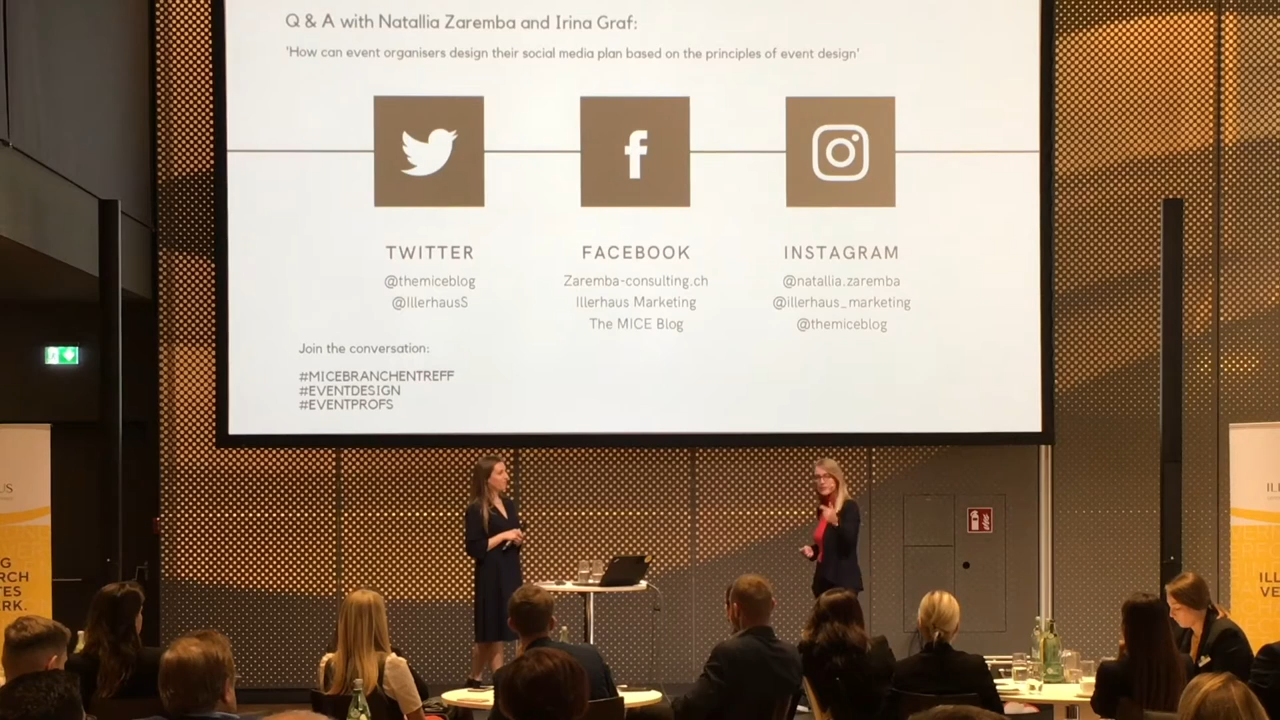 Q & A with Natallia Zaremba and Irina Graf:
'How can event organisers design their social media plan based on the principles of event design'
TWITTER
@themiceblog
@IllerhausS
FACEBOOK
Zaremba-consulting.ch
Illerhaus Marketing
The MICE Blog
INSTAGRAM
@natallia.zaremba
@illerhaus_marketing
@themiceblog
Join the conversation:
#MICEBRANCHENTREFF
#EVENTDESIGN
#EVENTPROFS